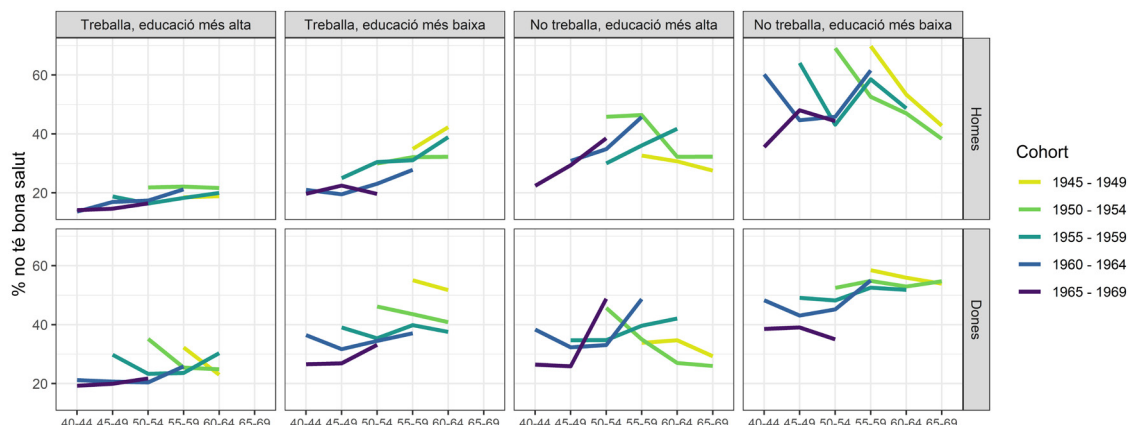 Treballa, educació més alta
Treballa, educació més baixa
No treballa, educació més alta
No treballa, educació més baixa
% no té bona salut
60
40
20
Homes
60
40
20
Dones
40-44 45-49 50-54 55-59 60-64 65-69
40-44 45-49 50-54 55-59 60-64 65-69
40-44 45-49 50-54 55-59 60-64 65-69
40-44 45-49 50-54 55-59 60-64 65-69
Cohort
1945 - 1949
1950 - 1954
1955 - 1959
1960 - 1964
1965 - 1969